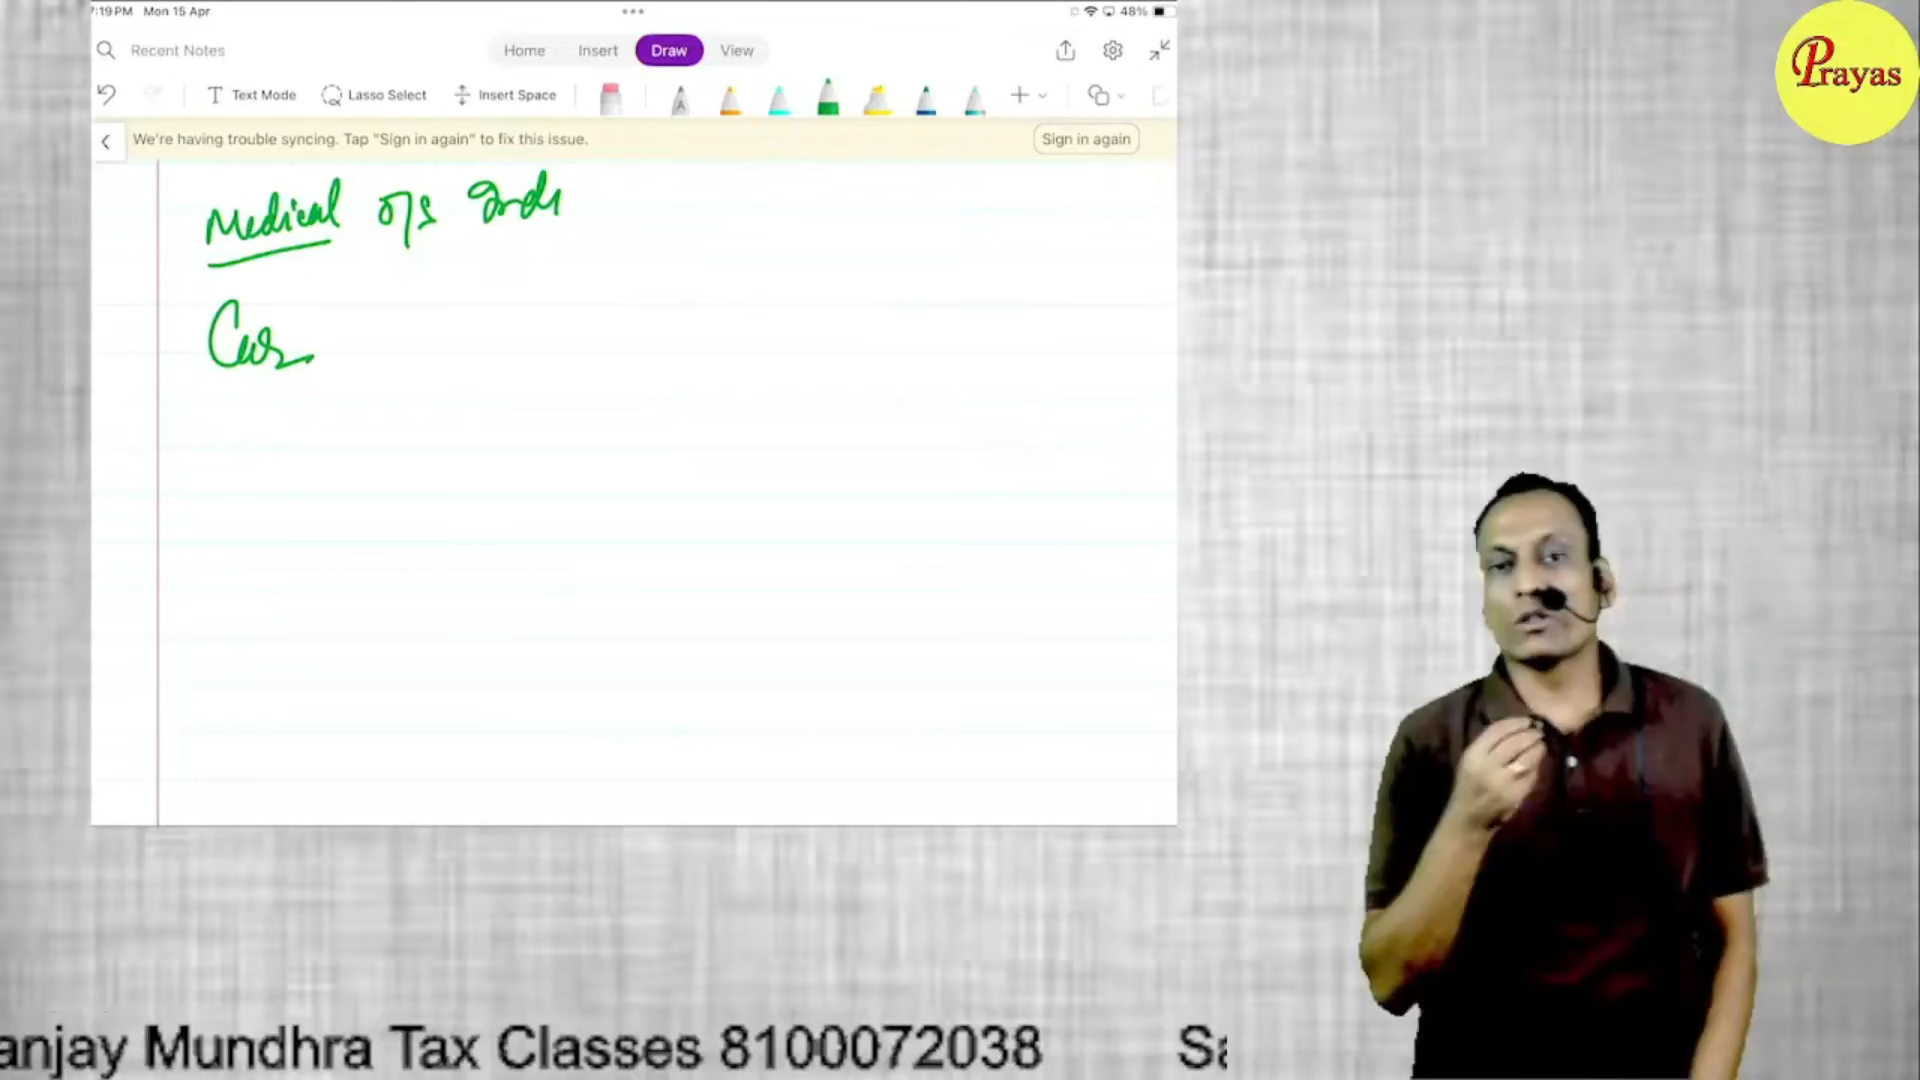 7:19 PM Mon 15 Apr
48%
Recent Notes
Home Insert Draw View
Text Mode Lasso Select Insert Space
We're having trouble syncing. Tap "Sign in again" to fix this issue.
Sign in again
Medical o/s India
Prayas
anjay Mundhra Tax Classes 8100072038 Sa